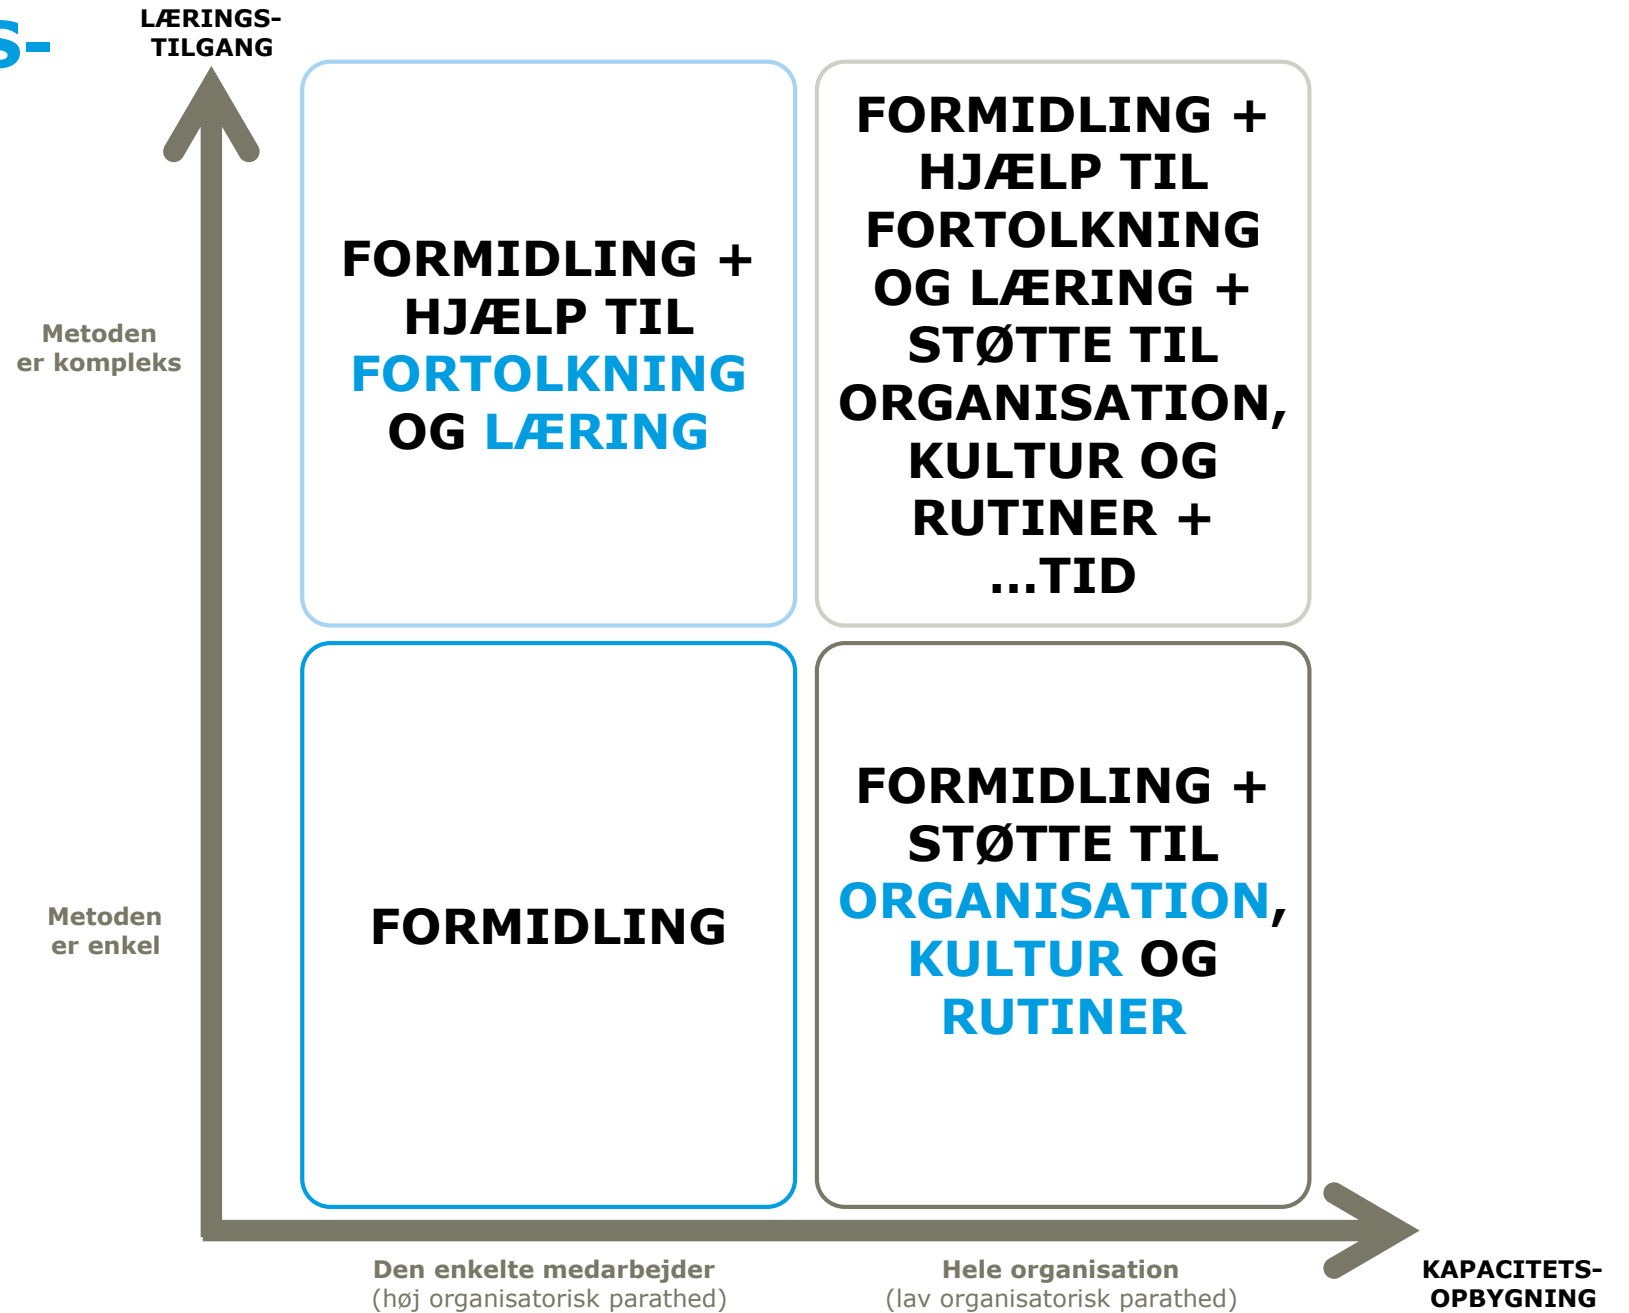 S-
LÆRINGS-
TILGANG
FORMIDLING +
HJÆLP TIL
FORTOLKNING
OG LÆRING
FORMIDLING +
HJÆLP TIL
FORTOLKNING
OG LÆRING +
STØTTE TIL
ORGANISATION,
KULTUR OG
RUTINER +
...TID
Metoden
er kompleks
Metoden
er enkel
FORMIDLING
FORMIDLING +
STØTTE TIL
ORGANISATION,
KULTUR OG
RUTINER
Den enkelte medarbejder
(høj organisatorisk parathed)
Hele organisation
(lav organisatorisk parathed)
KAPACITETS-
OPBYGNING